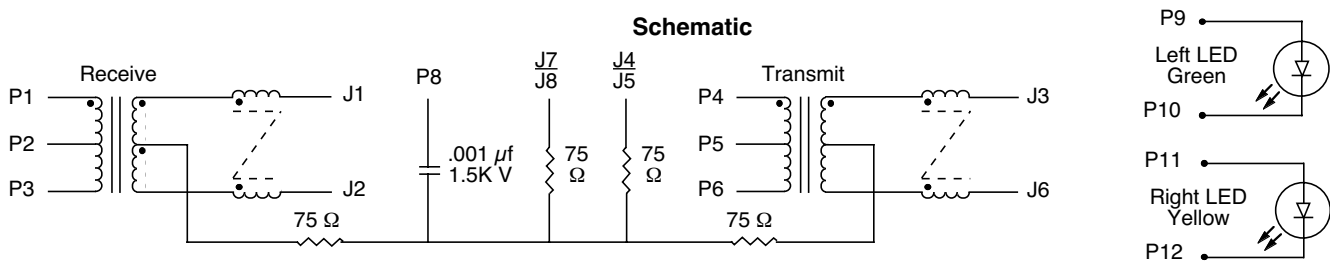 Schematic
Receive
P1
P2
P3
J1
J2
75 Ω
P8
.001 µf
1.5K V
J7
J8
75
Ω
J4
J5
75
Ω
Transmit
P4
P5
P6
J3
J6
75 Ω
P9
Left LED
Green
P10
P11
Right LED
Yellow
P12